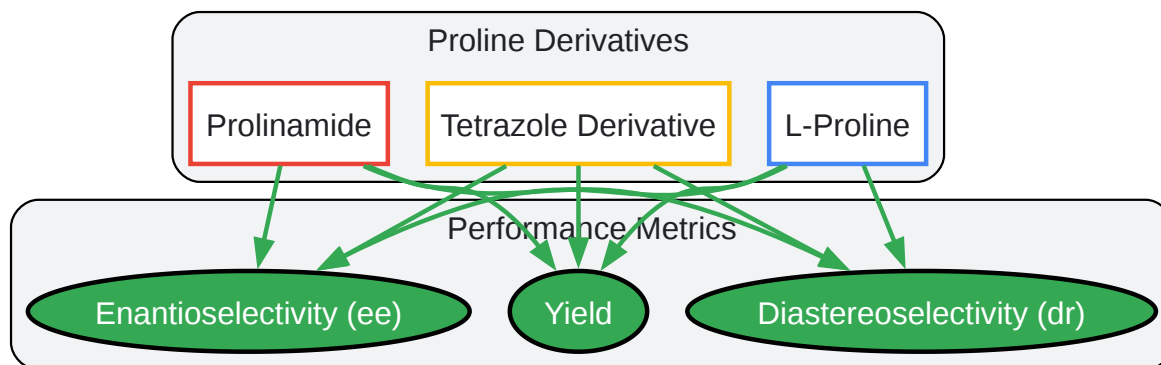 Proline Derivatives
Prolinamide
Tetrazole Derivative
L-Proline
Performance Metrics
Enantioselectivity (ee)
Yield
Diastereoselectivity (dr)